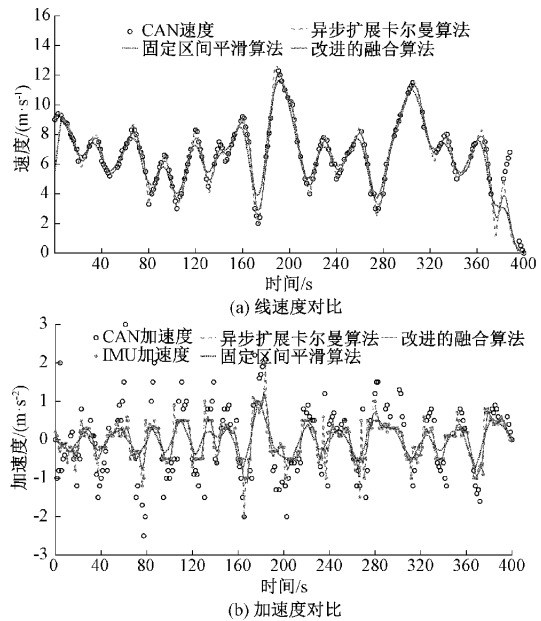 CAN速度 异步扩展卡尔曼算法
固定区间平滑算法 改进的融合算法
16
14
12
10
8
6
4
2
0
速度/(m·s⁻¹)
40 80 120 160 200 240 280 320 360 400
时间/s
(a) 线速度对比
CAN加速度 异步扩展卡尔曼算法 改进的融合算法
IMU加速度 固定区间平滑算法
3
2
1
0
-1
-2
-3
加速度/(m·s⁻²)
0 40 80 120 160 200 240 280 320 360 400
时间/s
(b) 加速度对比